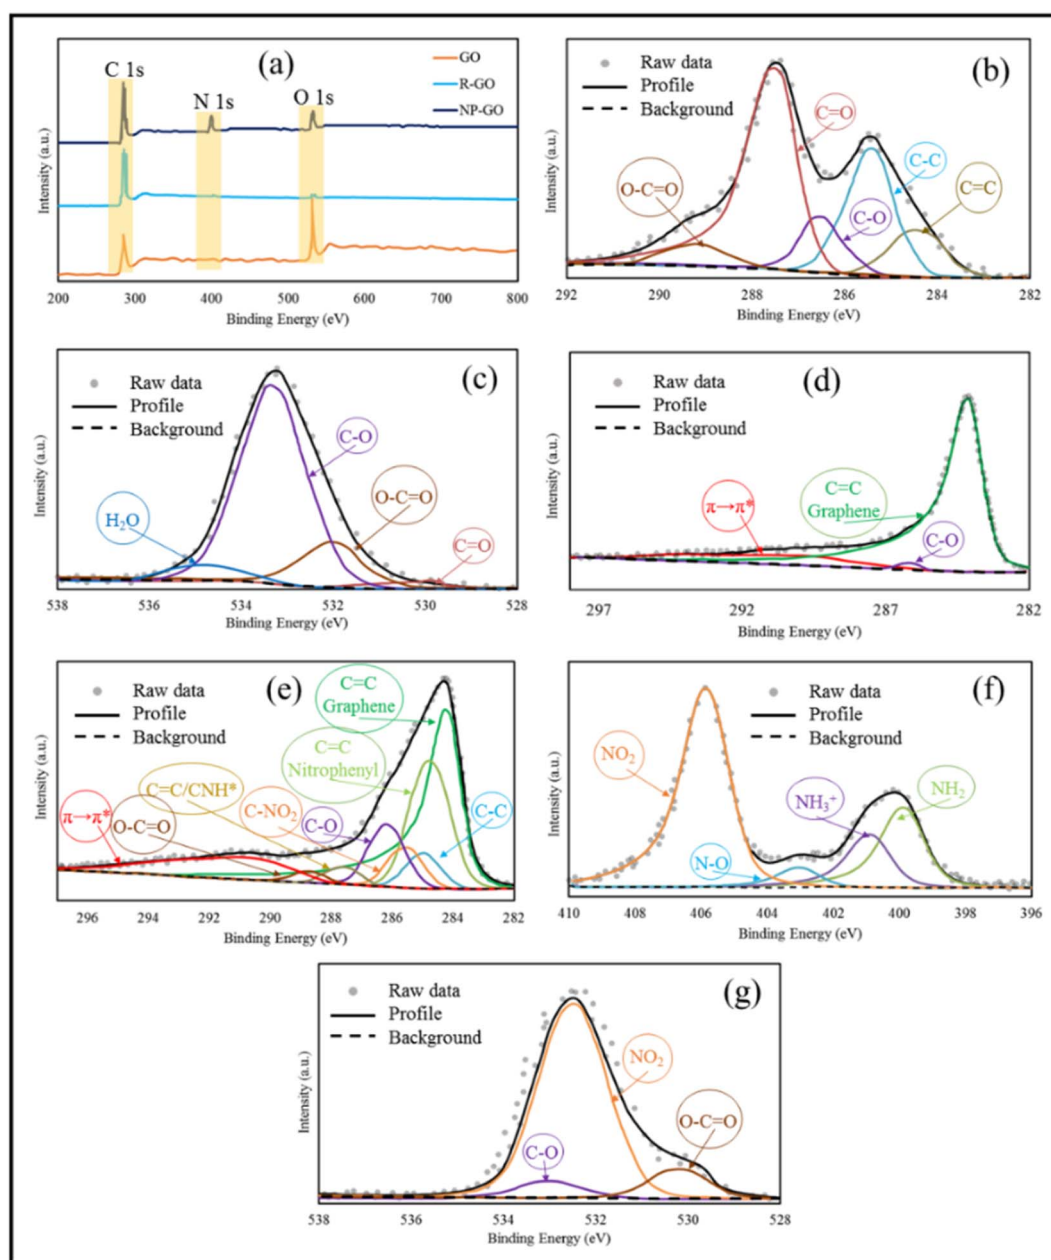 (a)
GO
R-GO
NP-GO
C 1s
N 1s
O 1s
Intensity (a.u.)
200 300 400 500 600 700 800
Binding Energy (eV)
(b)
Raw data
Profile
Background
C=O
C-C
C=C
O-C=O
C-O
Intensity (a.u.)
292 290 288 286 284 282
Binding Energy (eV)
(c)
Raw data
Profile
Background
C-O
O-C=O
H₂O
C=O
Intensity (a.u.)
538 536 534 532 530 528
Binding Energy (eV)
(d)
Raw data
Profile
Background
C=C
Graphene
π→π*
C-O
Intensity (a.u.)
297 292 287 282
Binding Energy (eV)
(e)
Raw data
Profile
Background
C=C
Graphene
C=C
Nitrophenyl
C=C/CNH*
π→π*
O-C=O
C-NO₂
C-O
C-C
Intensity (a.u.)
296 294 292 290 288 286 284 282
Binding Energy (eV)
(f)
Raw data
Profile
Background
NO₂
NH₃⁺
NH₂
N-O
Intensity (a.u.)
410 408 406 404 402 400 398 396
Binding Energy (eV)
(g)
Raw data
Profile
Background
NO₂
O-C=O
C-O
Intensity (a.u.)
538 536 534 532 530 528
Binding Energy (eV)